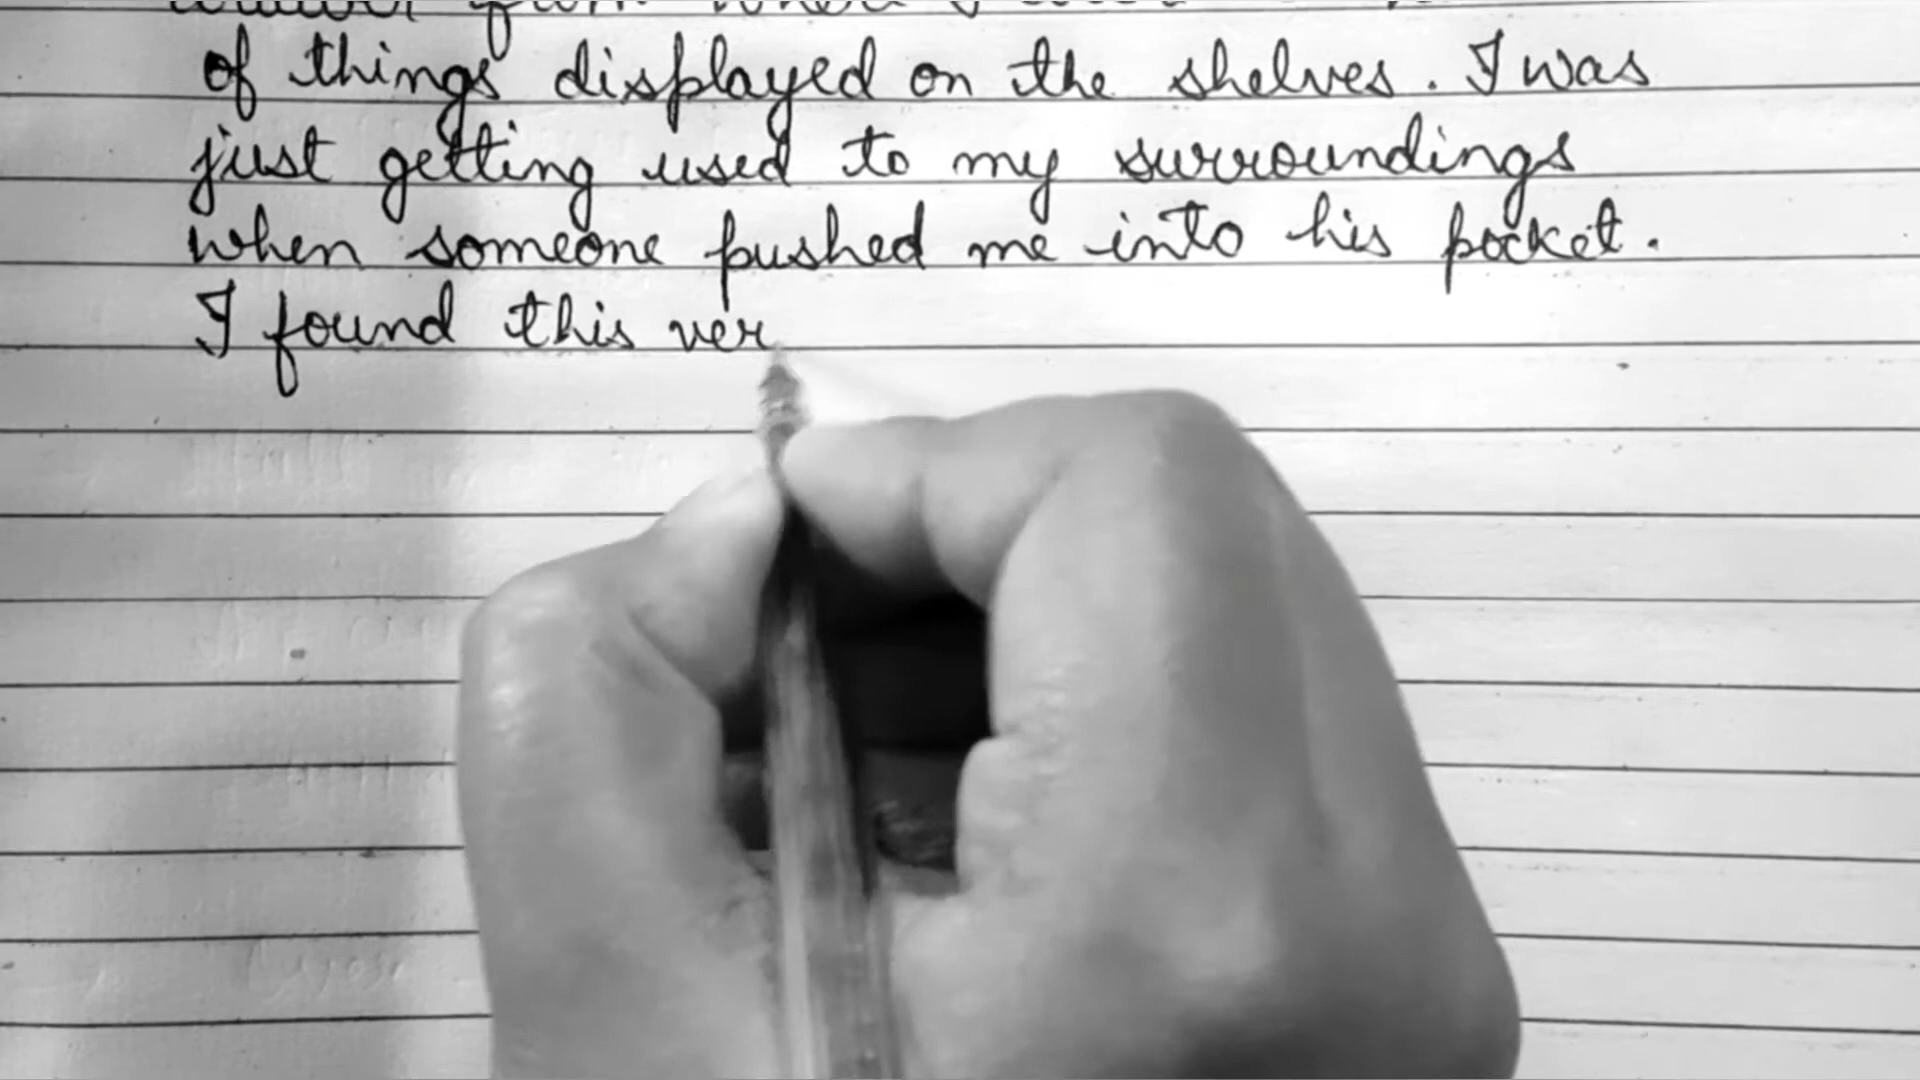 of things displayed on the shelves. I was
just getting used to my surroundings
when someone pushed me into his pocket.
I found this ver